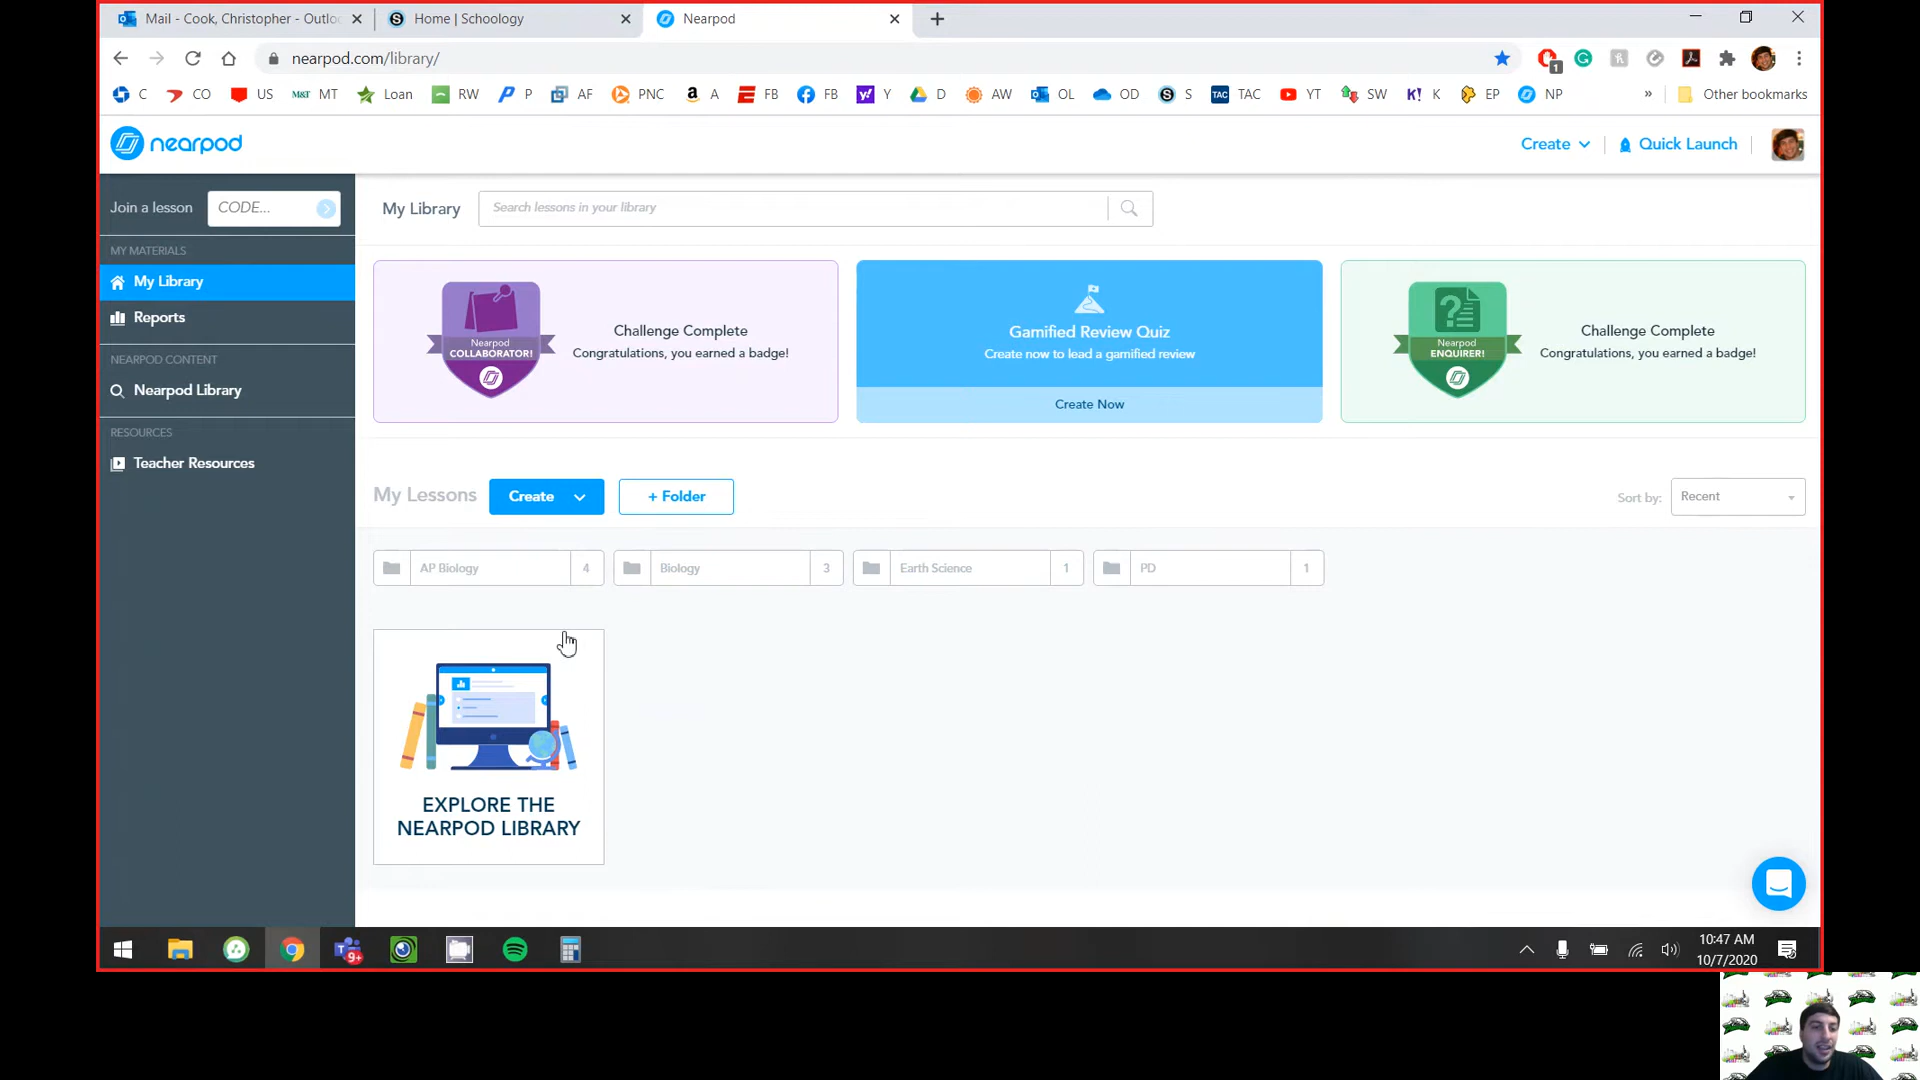 Mail - Cook, Christopher - Outlo
Home | Schoology
Nearpod
nearpod.com/library/
1
C
CO
US
M&T MT
Loan
RW
P
AF
PNC
A
FB
FB
Y
D
AW
OL
OD
S
TAC TAC
YT
SW
K! K
EP
NP
»
Other bookmarks
nearpod
Create
Quick Launch
Join a lesson
CODE...
My Library
Search lessons in your library
MY MATERIALS
My Library
Reports
NEARPOD CONTENT
Nearpod Library
RESOURCES
Teacher Resources
Nearpod
COLLABORATOR!
Challenge Complete
Congratulations, you earned a badge!
Gamified Review Quiz
Create now to lead a gamified review
Create Now
Nearpod
ENQUIRER!
Challenge Complete
Congratulations, you earned a badge!
My Lessons
Create
+ Folder
Sort by:
Recent
AP Biology 4
Biology 3
Earth Science 1
PD 1
EXPLORE THE
NEARPOD LIBRARY
9+
10:47 AM
10/7/2020